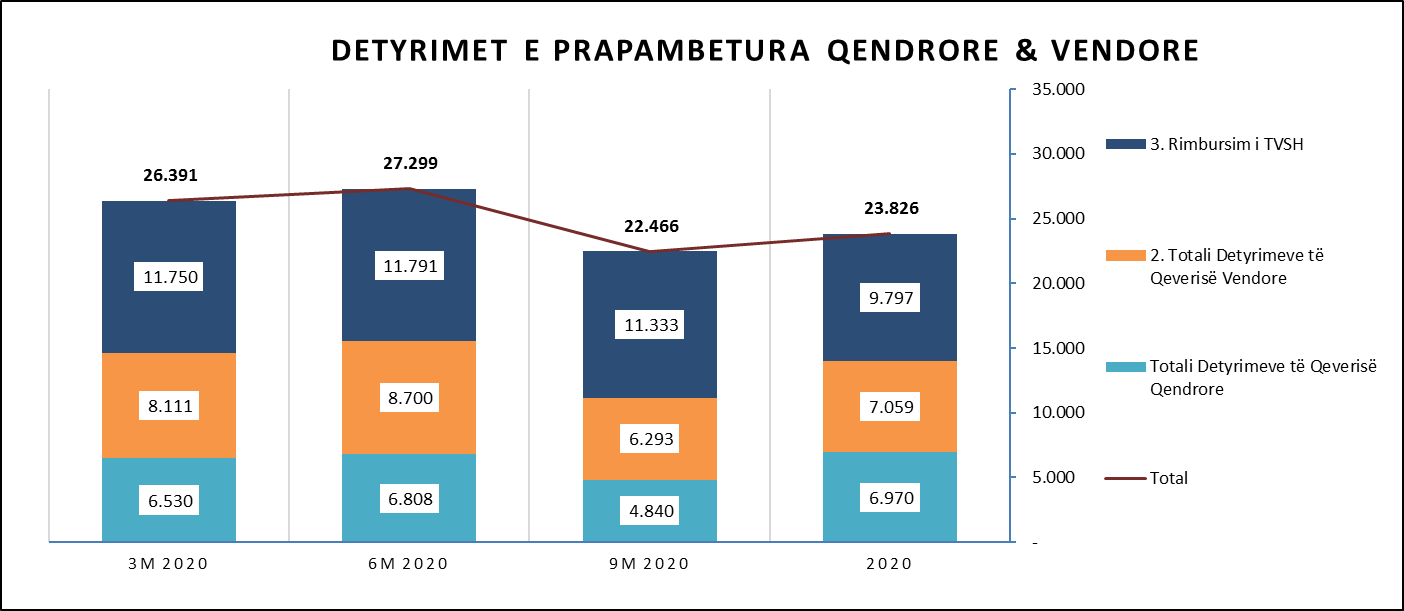 DETYRIMET E PRAPAMBETURA QENDRORE & VENDORE
35.000
30.000
25.000
20.000
15.000
10.000
5.000
-
26.391
27.299
22.466
23.826
11.750
11.791
11.333
9.797
8.111
8.700
6.293
7.059
6.530
6.808
4.840
6.970
3M 2020
6M 2020
9M 2020
2020
3. Rimbursim i TVSH
2. Totali Detyrimeve të
Qeverisë Vendore
Totali Detyrimeve të Qeverisë
Qendrore
Total